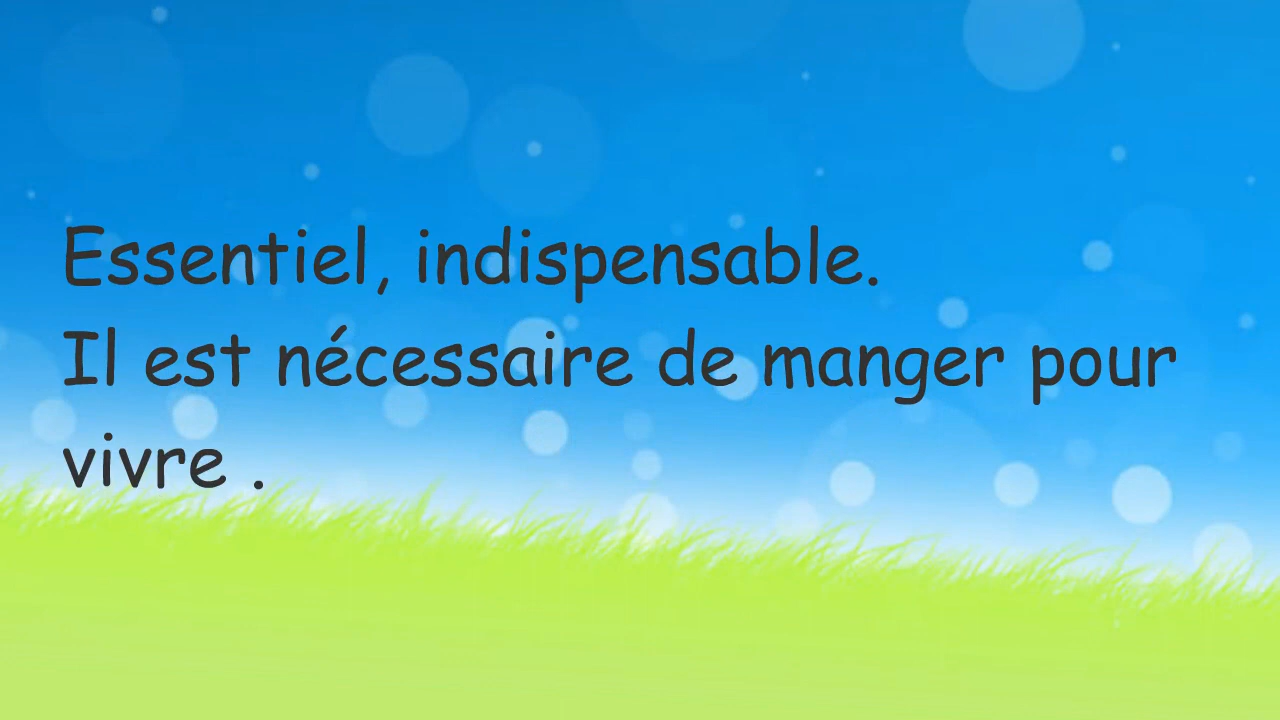 Essentiel, indispensable.
Il est nécessaire de manger pour
vivre .